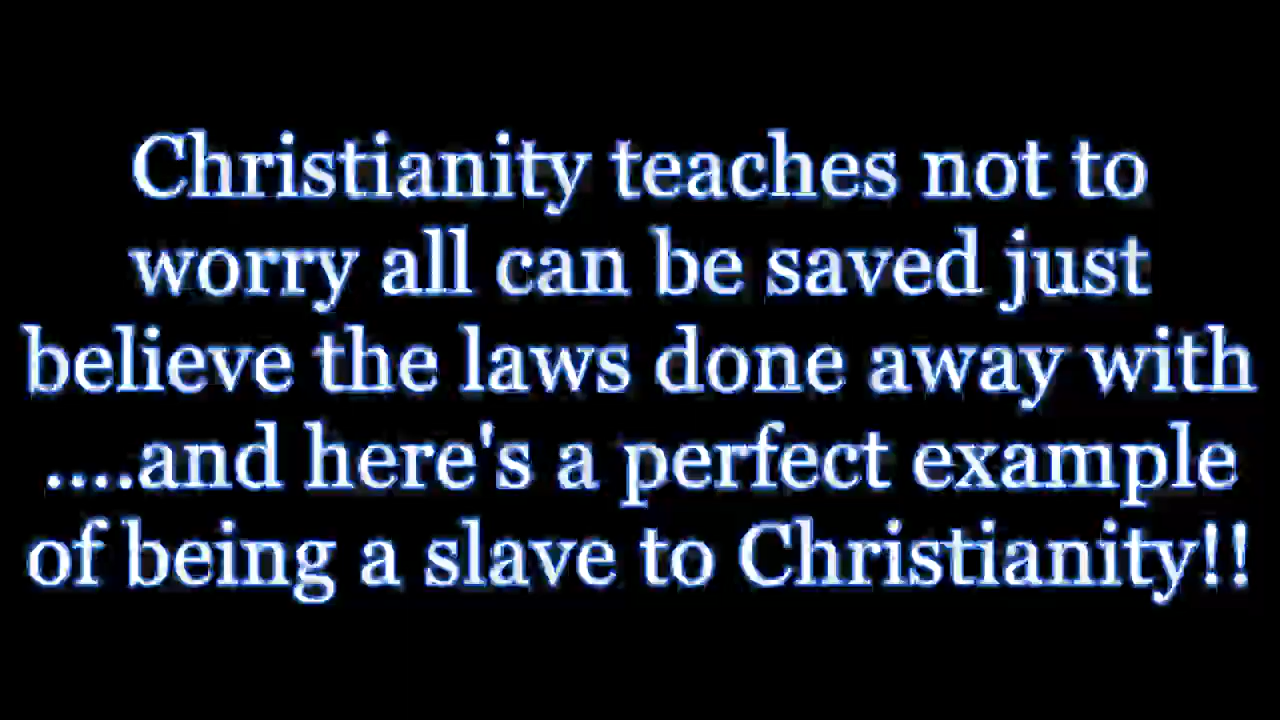 Christianity teaches not to
worry all can be saved just
believe the laws done away with
....and here's a perfect example
of being a slave to Christianity!!